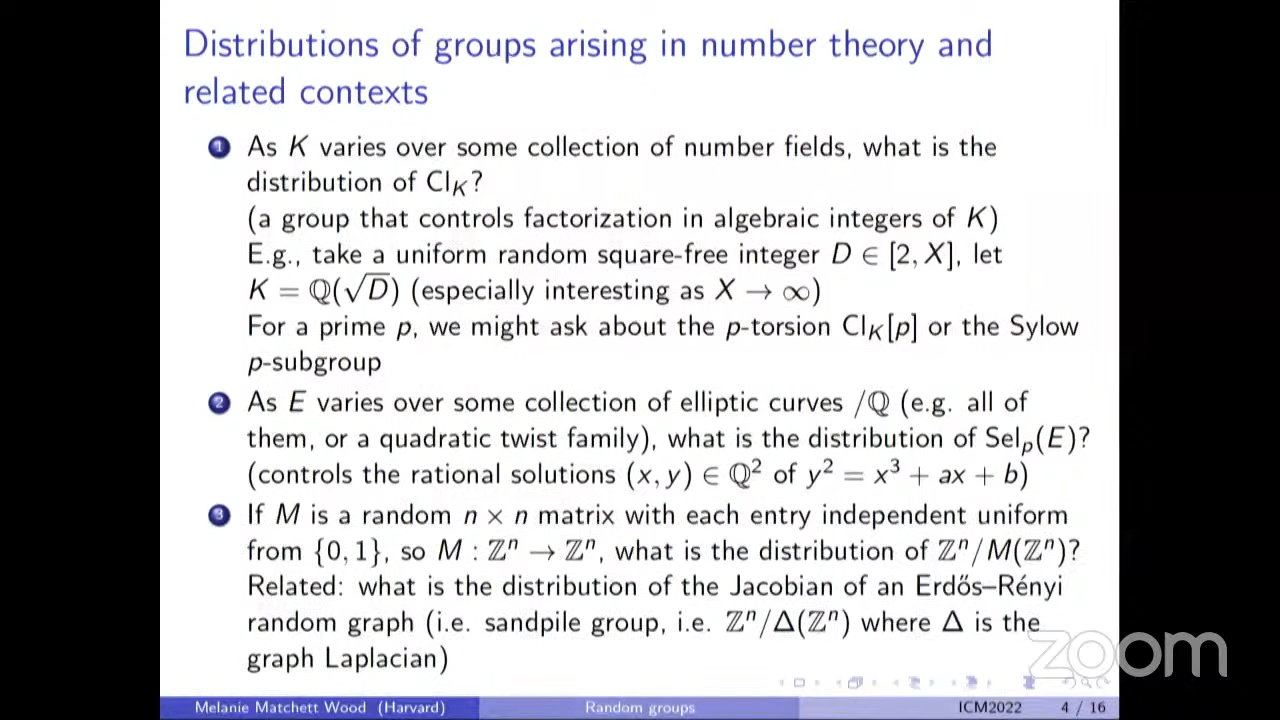 Distributions of groups arising in number theory and
related contexts
1 As K varies over some collection of number fields, what is the
distribution of Cl_K?
(a group that controls factorization in algebraic integers of K)
E.g., take a uniform random square-free integer D ∈ [2, X], let
K = ℚ(√D) (especially interesting as X → ∞)
For a prime p, we might ask about the p-torsion Cl_K[p] or the Sylow
p-subgroup
2 As E varies over some collection of elliptic curves /ℚ (e.g. all of
them, or a quadratic twist family), what is the distribution of Sel_p(E)?
(controls the rational solutions (x, y) ∈ ℚ² of y² = x³ + ax + b)
3 If M is a random n × n matrix with each entry independent uniform
from {0, 1}, so M : ℤⁿ → ℤⁿ, what is the distribution of ℤⁿ/M(ℤⁿ)?
Related: what is the distribution of the Jacobian of an Erdős–Rényi
random graph (i.e. sandpile group, i.e. ℤⁿ/Δ(ℤⁿ) where Δ is the
graph Laplacian)
zoom
Melanie Matchett Wood (Harvard) Random groups ICM2022 4 / 16